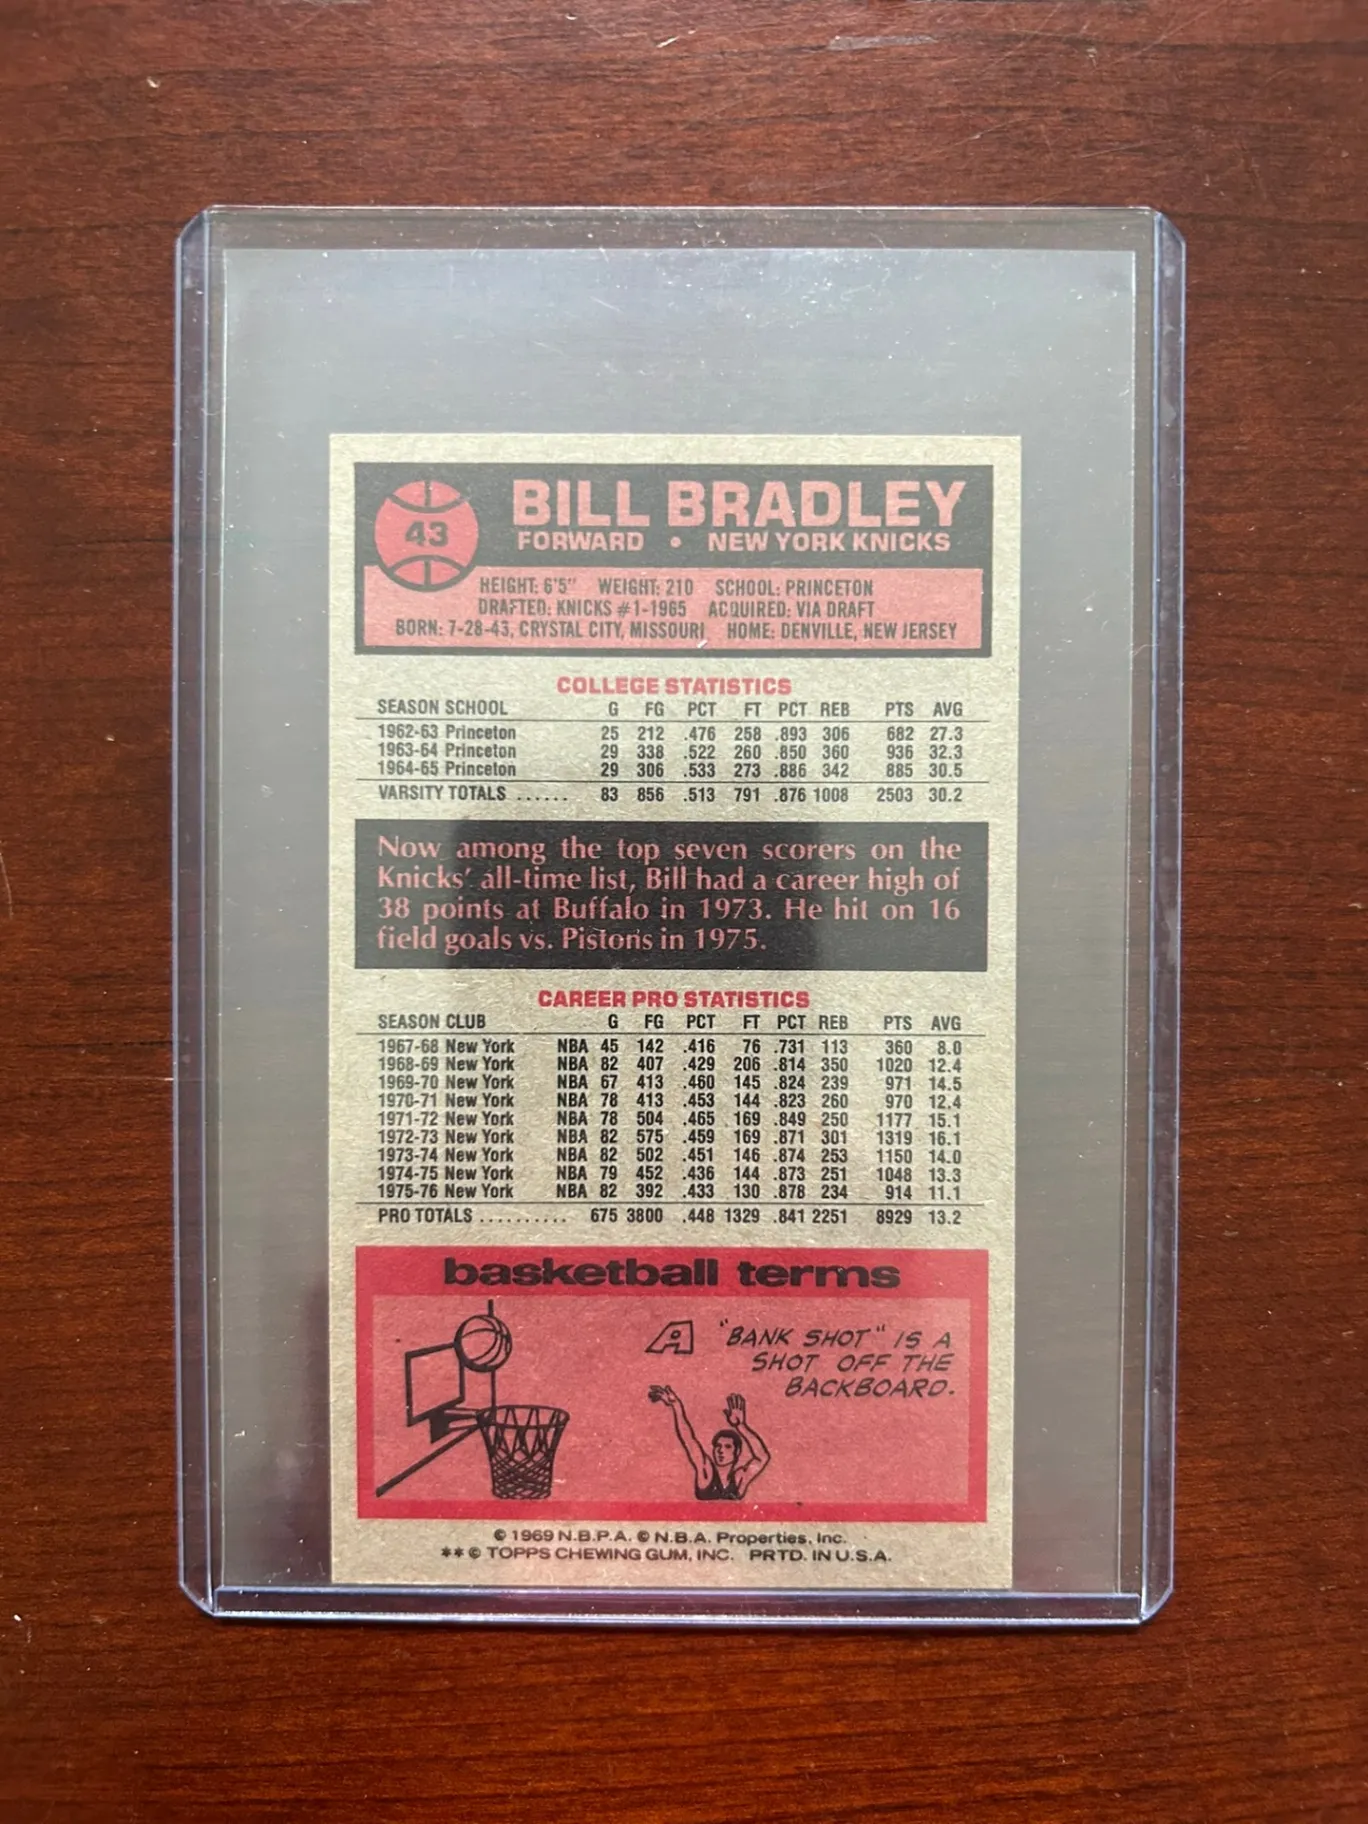 43
BILL BRADLEY
FORWARD • NEW YORK KNICKS
HEIGHT: 6'5" WEIGHT: 210 SCHOOL: PRINCETON
DRAFTED: KNICKS #1-1965 ACQUIRED: VIA DRAFT
BORN: 7-28-43, CRYSTAL CITY, MISSOURI HOME: DENVILLE, NEW JERSEY
COLLEGE STATISTICS
SEASON SCHOOL G FG PCT FT PCT REB PTS AVG
1962-63 Princeton 25 212 .476 258 .893 306 682 27.3
1963-64 Princeton 29 338 .522 260 .850 360 936 32.3
1964-65 Princeton 29 306 .533 273 .886 342 885 30.5
VARSITY TOTALS ...... 83 856 .513 791 .876 1008 2503 30.2
Now among the top seven scorers on the
Knicks' all-time list, Bill had a career high of
38 points at Buffalo in 1973. He hit on 16
field goals vs. Pistons in 1975.
CAREER PRO STATISTICS
SEASON CLUB G FG PCT FT PCT REB PTS AVG
1967-68 New York NBA 45 142 .416 76 .731 113 360 8.0
1968-69 New York NBA 82 407 .429 206 .814 350 1020 12.4
1969-70 New York NBA 67 413 .460 145 .824 239 971 14.5
1970-71 New York NBA 78 413 .453 144 .823 260 970 12.4
1971-72 New York NBA 78 504 .465 169 .849 250 1177 15.1
1972-73 New York NBA 82 575 .459 169 .871 301 1319 16.1
1973-74 New York NBA 82 502 .451 146 .874 253 1150 14.0
1974-75 New York NBA 79 452 .436 144 .873 251 1048 13.3
1975-76 New York NBA 82 392 .433 130 .878 234 914 11.1
PRO TOTALS .......... 675 3800 .448 1329 .841 2251 8929 13.2
basketball terms
A "BANK SHOT" IS A
SHOT OFF THE
BACKBOARD.
© 1969 N.B.P.A. © N.B.A. Properties, Inc.
**© TOPPS CHEWING GUM, INC. PRTD. IN U.S.A.